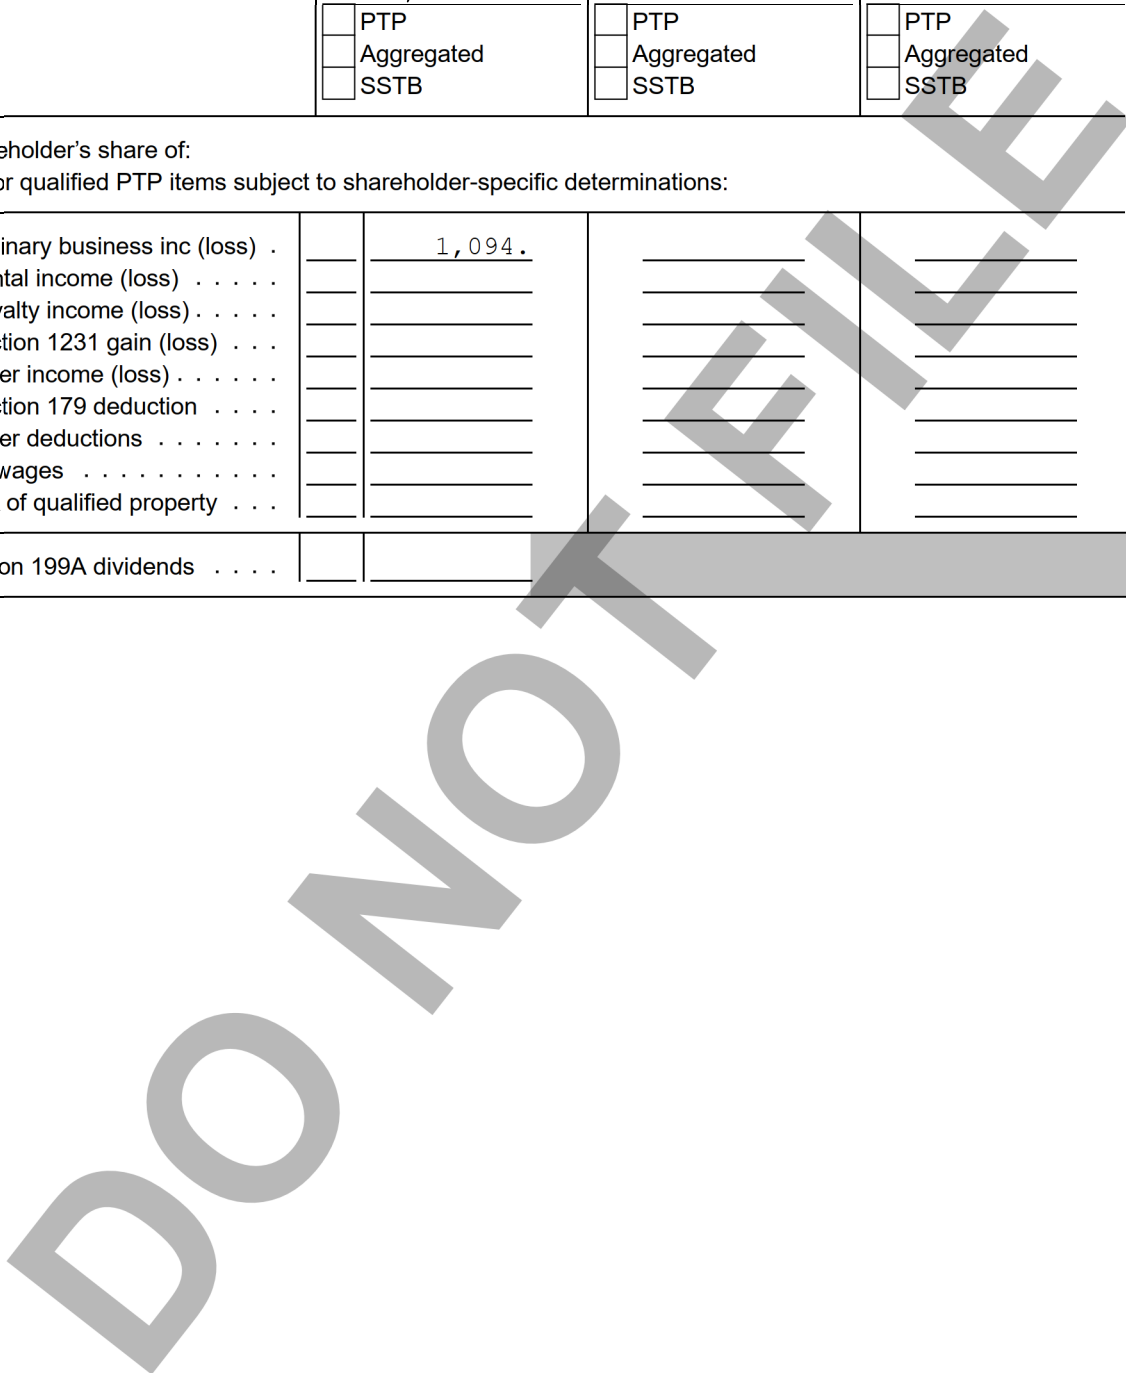 PTP PTP PTP
Aggregated Aggregated Aggregated
SSTB SSTB SSTB
eholder's share of:
or qualified PTP items subject to shareholder-specific determinations:
inary business inc (loss) . 1,094.
ntal income (loss) . . . . .
yalty income (loss) . . . . .
ction 1231 gain (loss) . . .
er income (loss) . . . . . .
ction 179 deduction . . . .
er deductions . . . . . . .
wages . . . . . . . . . . .
of qualified property . . .
on 199A dividends . . . .
DO NOT FILE